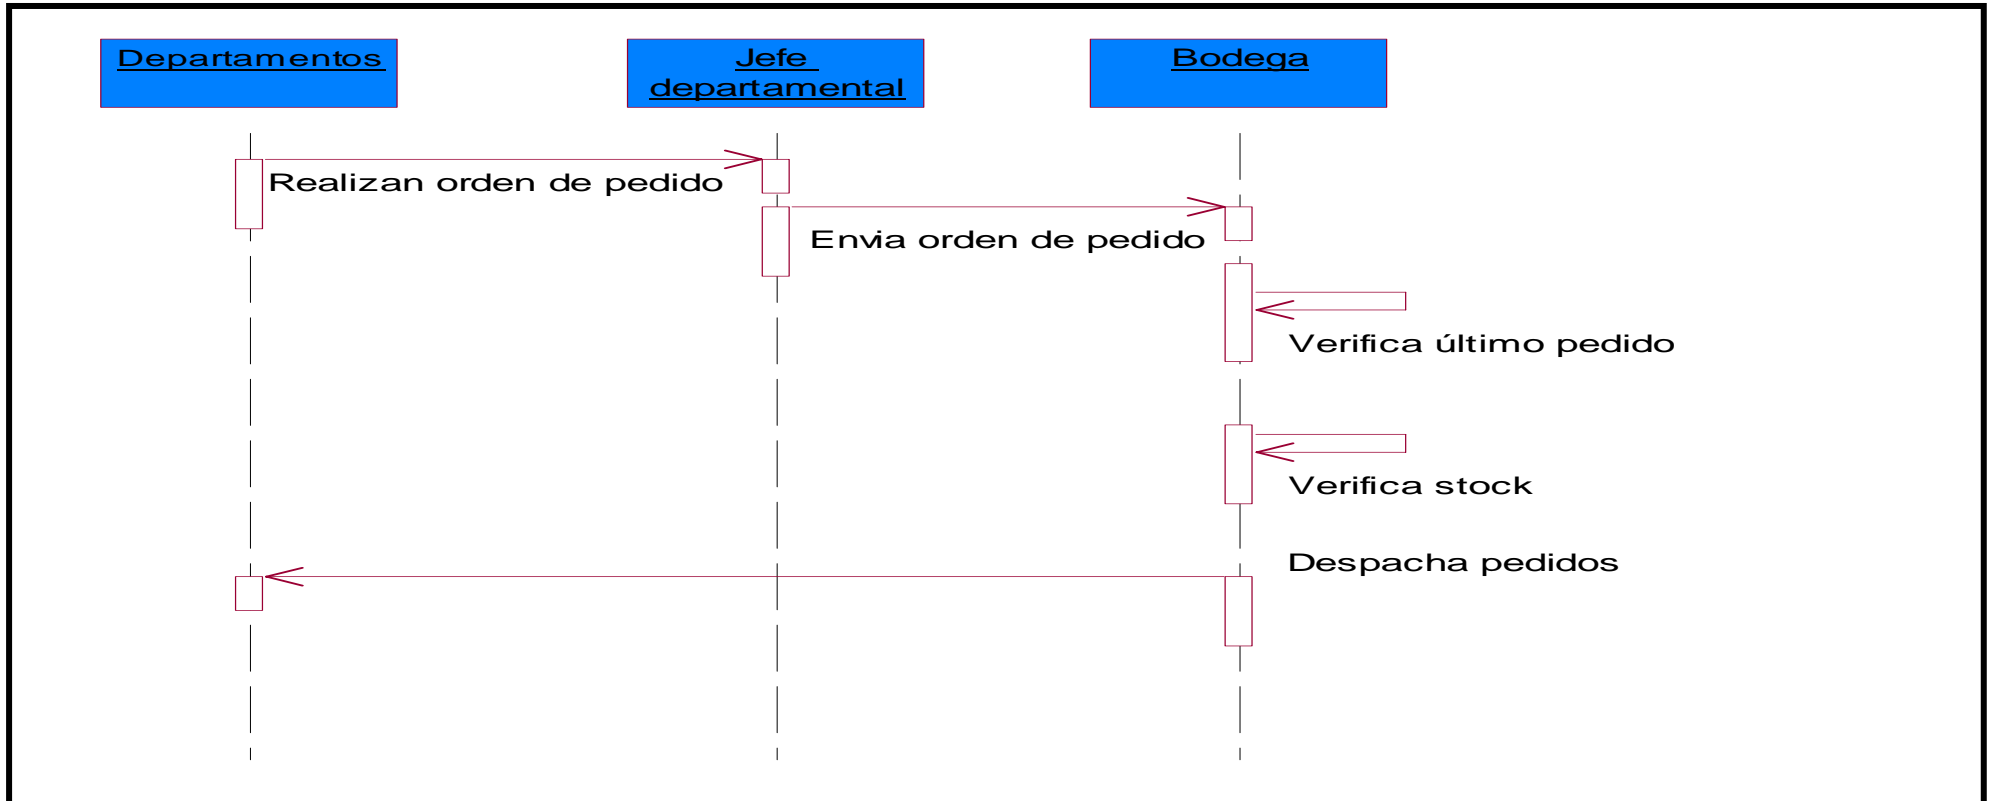 Departamentos
Jefe
departamental
Bodega
Realizan orden de pedido
Envia orden de pedido
Verifica último pedido
Verifica stock
Despacha pedidos